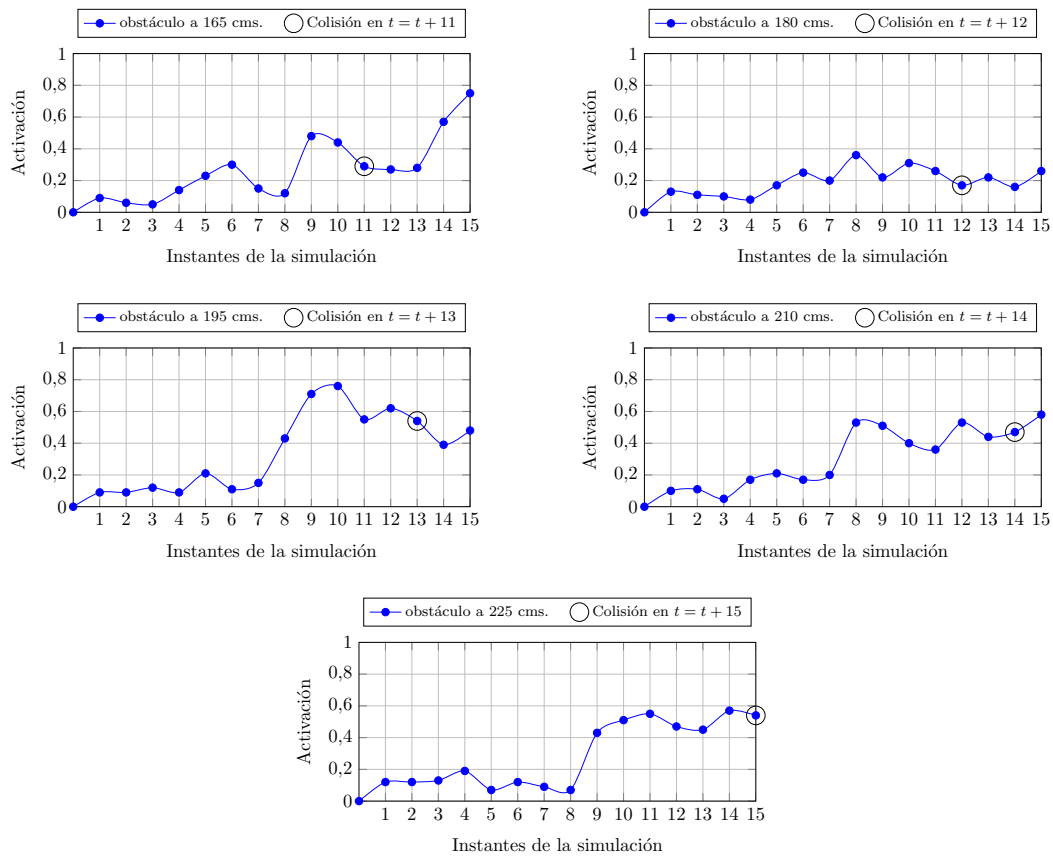 obstáculo a 165 cms. Colisión en t = t + 11
Activación
1
0,8
0,6
0,4
0,2
0
1 2 3 4 5 6 7 8 9 10 11 12 13 14 15
Instantes de la simulación
obstáculo a 180 cms. Colisión en t = t + 12
Activación
1
0,8
0,6
0,4
0,2
0
1 2 3 4 5 6 7 8 9 10 11 12 13 14 15
Instantes de la simulación
obstáculo a 195 cms. Colisión en t = t + 13
Activación
1
0,8
0,6
0,4
0,2
0
1 2 3 4 5 6 7 8 9 10 11 12 13 14 15
Instantes de la simulación
obstáculo a 210 cms. Colisión en t = t + 14
Activación
1
0,8
0,6
0,4
0,2
0
1 2 3 4 5 6 7 8 9 10 11 12 13 14 15
Instantes de la simulación
obstáculo a 225 cms. Colisión en t = t + 15
Activación
1
0,8
0,6
0,4
0,2
0
1 2 3 4 5 6 7 8 9 10 11 12 13 14 15
Instantes de la simulación